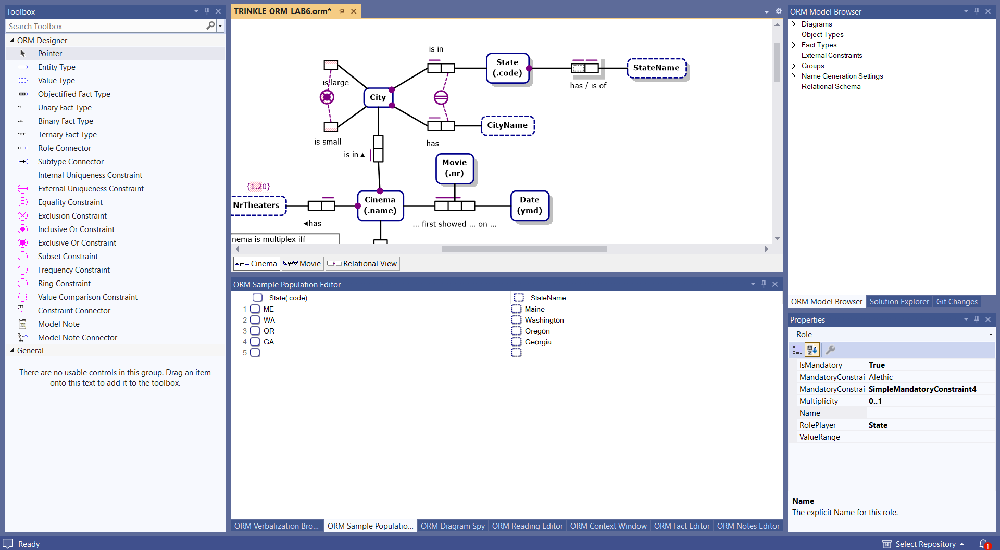 Toolbox
Search Toolbox
ORM Designer
Pointer
Entity Type
Value Type
Objectified Fact Type
Unary Fact Type
Binary Fact Type
Ternary Fact Type
Role Connector
Subtype Connector
Internal Uniqueness Constraint
External Uniqueness Constraint
Equality Constraint
Exclusion Constraint
Inclusive Or Constraint
Exclusive Or Constraint
Subset Constraint
Frequency Constraint
Ring Constraint
Value Comparison Constraint
Constraint Connector
Model Note
Model Note Connector
General
There are no usable controls in this group. Drag an item
onto this text to add it to the toolbox.
TRINKLE_ORM_LAB6.orm*
is in
State
(.code)
StateName
has / is of
is large
City
CityName
is small
has
is in ▲
Movie
(.nr)
{1.20}
NrTheaters
Cinema
(.name)
Date
(ymd)
◄has
... first showed ... on ...
nema is multiplex iff
Cinema
Movie
Relational View
ORM Sample Population Editor
State(.code) StateName
1 ME Maine
2 WA Washington
3 OR Oregon
4 GA Georgia
5
ORM Verbalization Bro...
ORM Sample Populatio...
ORM Diagram Spy
ORM Reading Editor
ORM Context Window
ORM Fact Editor
ORM Notes Editor
ORM Model Browser
Diagrams
Object Types
Fact Types
External Constraints
Groups
Name Generation Settings
Relational Schema
ORM Model Browser
Solution Explorer
Git Changes
Properties
Role
IsMandatory True
MandatoryConstrai Alethic
MandatoryConstrai SimpleMandatoryConstraint4
Multiplicity 0..1
Name
RolePlayer State
ValueRange
Name
The explicit Name for this role.
Ready
Select Repository
1